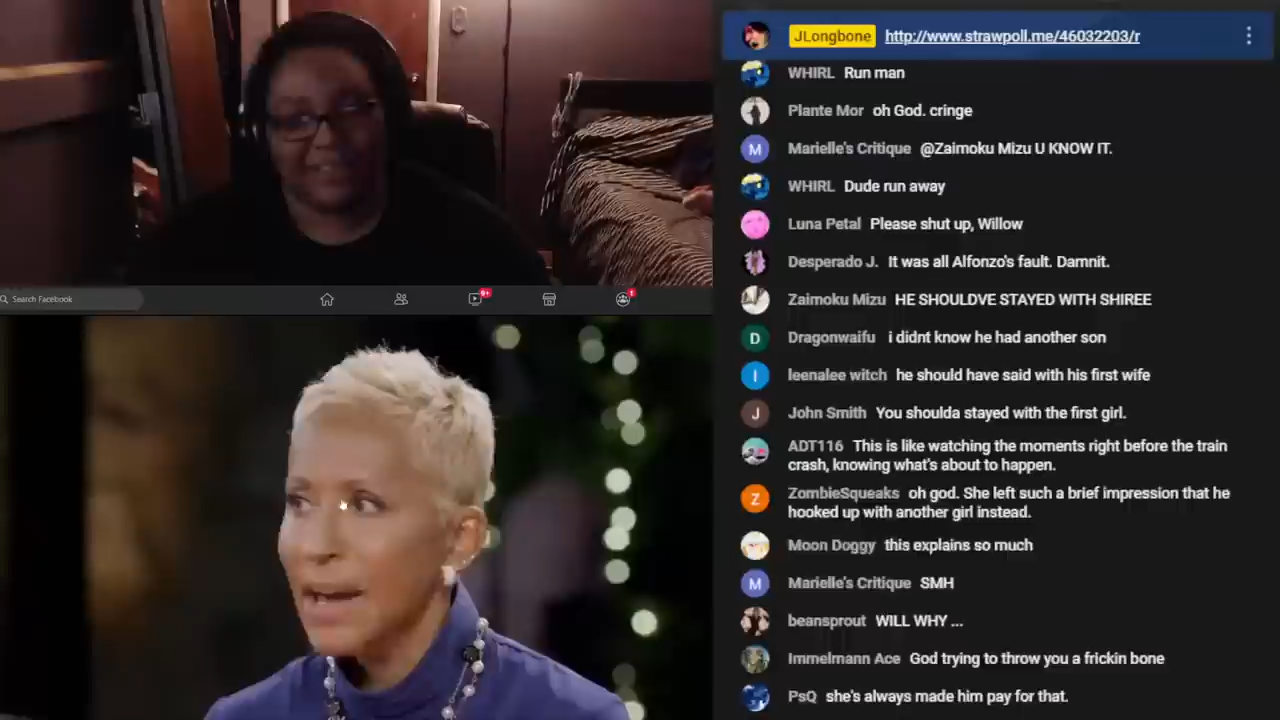 JLongbone http://www.strawpoll.me/46032203/r
WHIRL Run man
Plante Mor oh God. cringe
M Marielle's Critique @Zaimoku Mizu U KNOW IT.
WHIRL Dude run away
Luna Petal Please shut up, Willow
Desperado J. It was all Alfonzo's fault. Damnit.
Zaimoku Mizu HE SHOULDVE STAYED WITH SHIREE
D Dragonwaifu i didnt know he had another son
l leenalee witch he should have said with his first wife
J John Smith You shoulda stayed with the first girl.
ADT116 This is like watching the moments right before the train
crash, knowing what's about to happen.
Z ZombieSqueaks oh god. She left such a brief impression that he
hooked up with another girl instead.
Moon Doggy this explains so much
M Marielle's Critique SMH
beansprout WILL WHY ...
Immelmann Ace God trying to throw you a frickin bone
PsQ she's always made him pay for that.
Search Facebook
9+
1